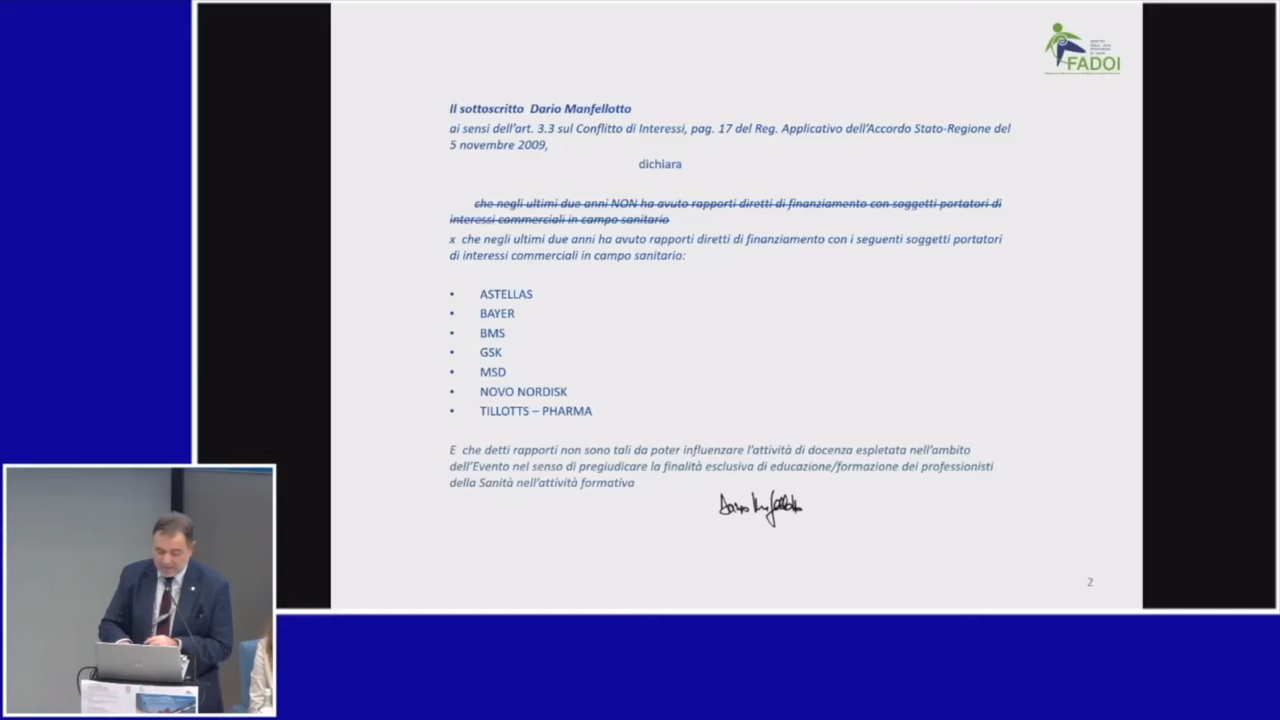 FADOI
Il sottoscritto Dario Manfellotto
ai sensi dell'art. 3.3 sul Conflitto di Interessi, pag. 17 del Reg. Applicativo dell'Accordo Stato-Regione del
5 novembre 2009,
dichiara
che negli ultimi due anni NON ha avuto rapporti diretti di finanziamento con soggetti portatori di
interessi commerciali in campo sanitario
x che negli ultimi due anni ha avuto rapporti diretti di finanziamento con i seguenti soggetti portatori
di interessi commerciali in campo sanitario:
• ASTELLAS
• BAYER
• BMS
• GSK
• MSD
• NOVO NORDISK
• TILLOTTS – PHARMA
E che detti rapporti non sono tali da poter influenzare l'attività di docenza espletata nell'ambito
dell'Evento nel senso di pregiudicare la finalità esclusiva di educazione/formazione dei professionisti
della Sanità nell'attività formativa
2